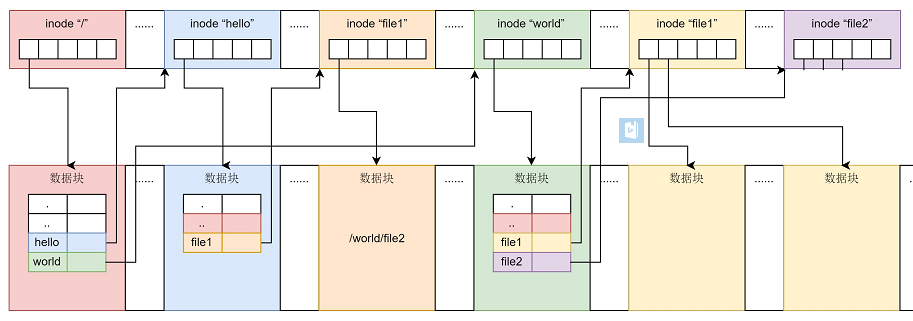 inode “/”
......
inode “hello”
......
inode “file1”
......
inode “world”
......
inode “file1”
......
inode “file2”
数据块
......
数据块
......
数据块
......
数据块
......
数据块
......
数据块
......
.
..
hello
world
.
..
file1
/world/file2
.
..
file1
file2